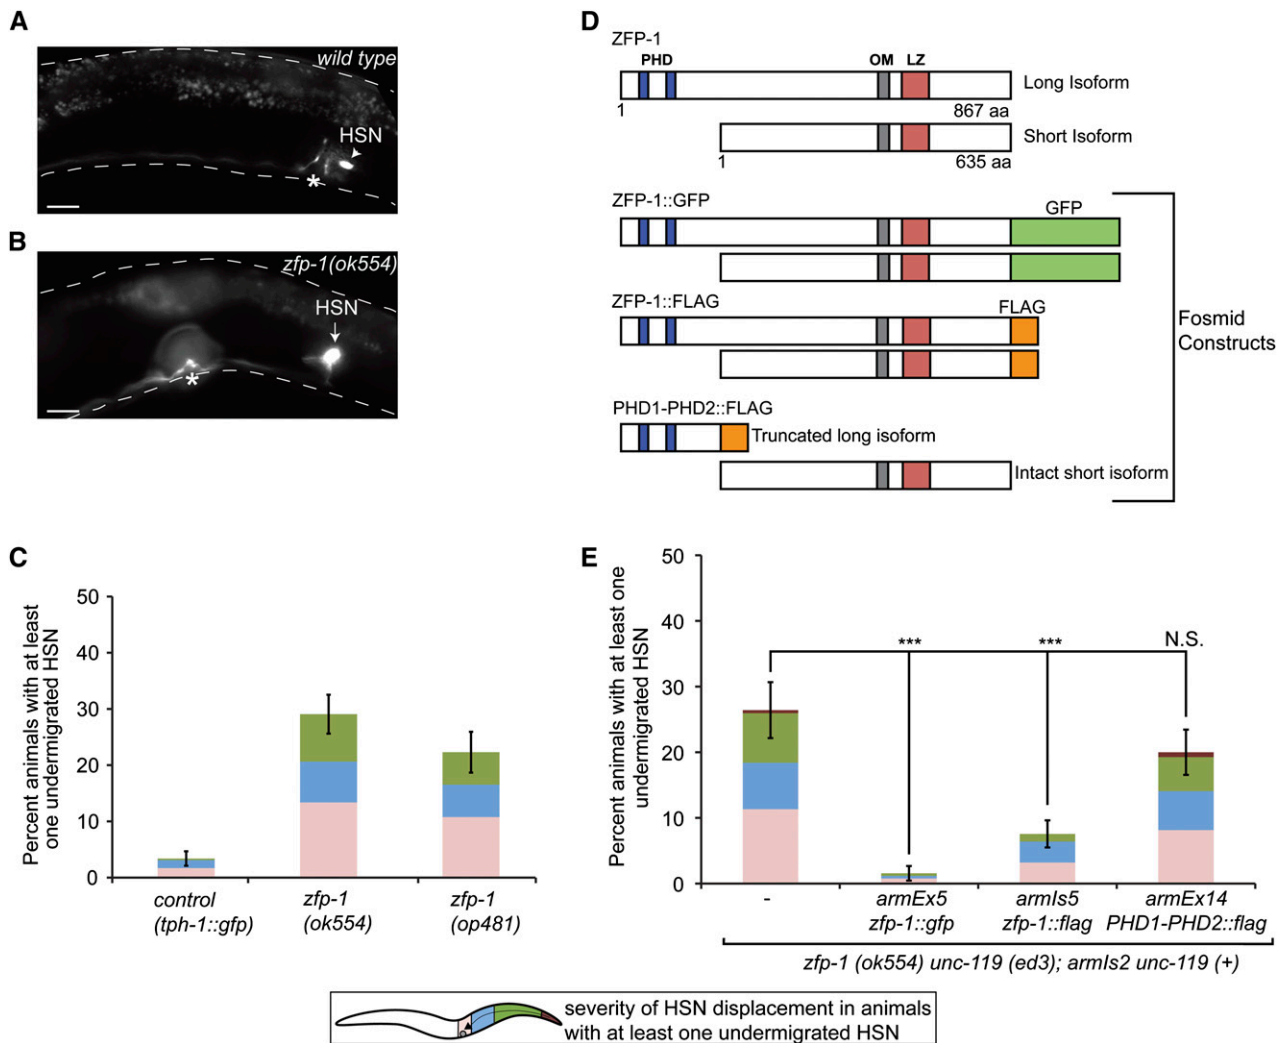 A
wild type
HSN
*
B
zfp-1(ok554)
HSN
*
C
Percent animals with at least
one undermigrated HSN
50
40
30
20
10
0
control
(tph-1::gfp)
zfp-1
(ok554)
zfp-1
(op481)
D
ZFP-1
PHD
OM
LZ
Long Isoform
1
867 aa
Short Isoform
1
635 aa
ZFP-1::GFP
GFP
ZFP-1::FLAG
FLAG
Fosmid
Constructs
PHD1-PHD2::FLAG
Truncated long isoform
Intact short isoform
E
Percent animals with at least one
undermigrated HSN
50
40
30
20
10
0
***
***
N.S.
-
armEx5
zfp-1::gfp
armIs5
zfp-1::flag
armEx14
PHD1-PHD2::flag
zfp-1 (ok554) unc-119 (ed3); armIs2 unc-119 (+)
severity of HSN displacement in animals
with at least one undermigrated HSN